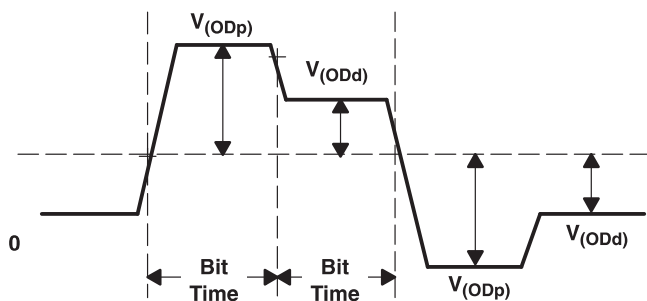 V(ODp)
V(ODd)
0
V(ODd)
Bit
Time
Bit
Time
V(ODp)